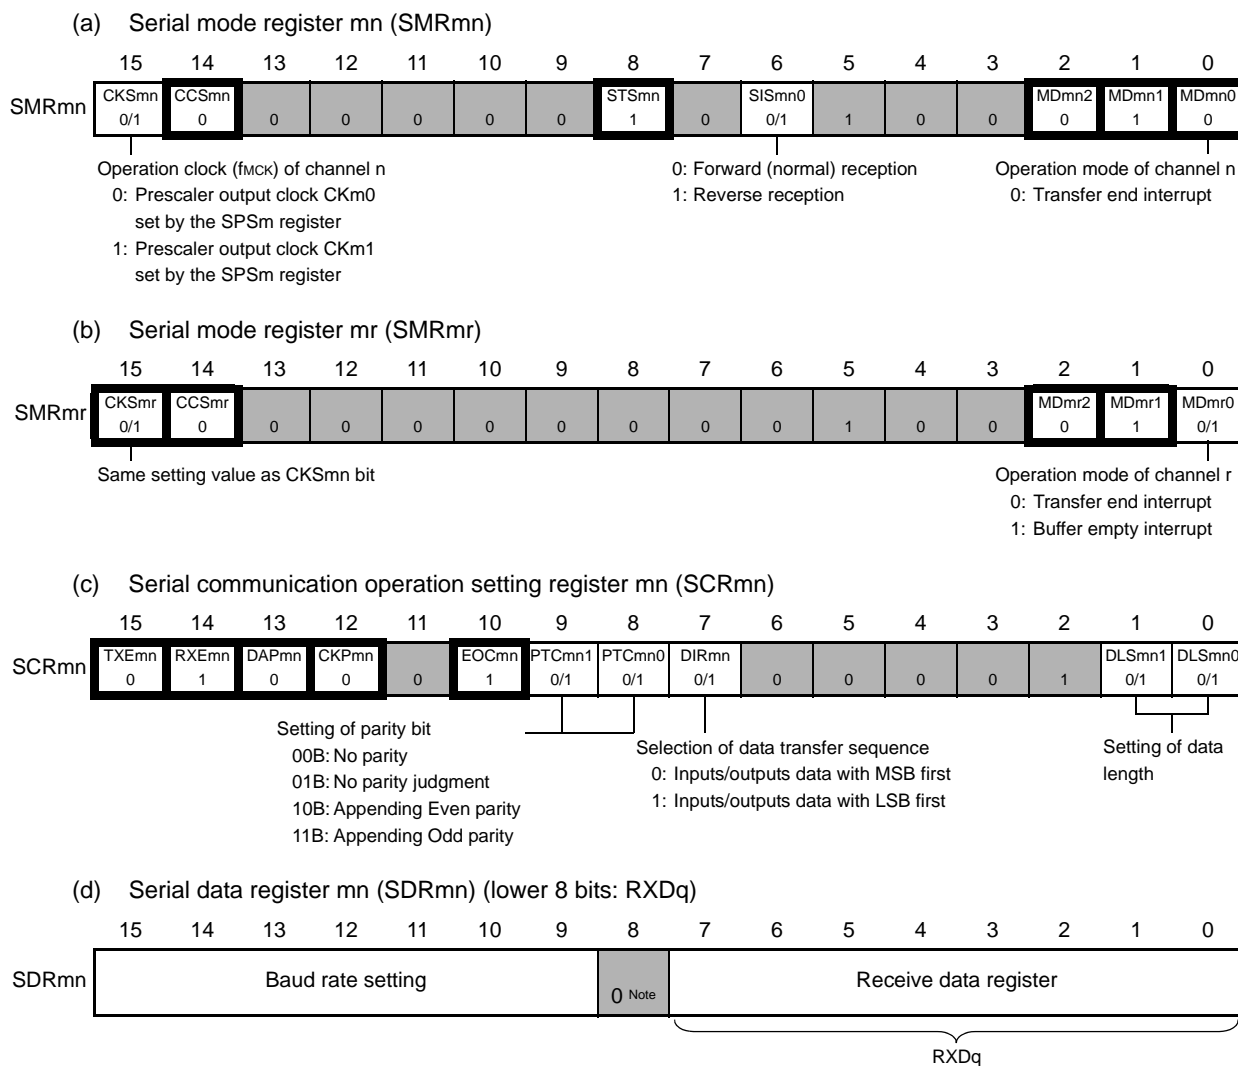 (a) Serial mode register mn (SMRmn)
15 14 13 12 11 10 9 8 7 6 5 4 3 2 1 0
SMRmn
CKSmn CCSmn STSmn SISmn0 MDmn2 MDmn1 MDmn0
0/1 0 0 0 0 0 0 1 0 0/1 1 0 0 0 1 0
Operation clock (fMCK) of channel n
0: Prescaler output clock CKm0
set by the SPSm register
1: Prescaler output clock CKm1
set by the SPSm register
0: Forward (normal) reception
1: Reverse reception
Operation mode of channel n
0: Transfer end interrupt
(b) Serial mode register mr (SMRmr)
15 14 13 12 11 10 9 8 7 6 5 4 3 2 1 0
SMRmr
CKSmr CCSmr MDmr2 MDmr1 MDmr0
0/1 0 0 0 0 0 0 0 0 0 1 0 0 0 1 0/1
Same setting value as CKSmn bit
Operation mode of channel r
0: Transfer end interrupt
1: Buffer empty interrupt
(c) Serial communication operation setting register mn (SCRmn)
15 14 13 12 11 10 9 8 7 6 5 4 3 2 1 0
SCRmn
TXEmn RXEmn DAPmn CKPmn EOCmn PTCmn1 PTCmn0 DIRmn DLSmn1 DLSmn0
0 1 0 0 0 1 0/1 0/1 0/1 0 0 0 0 1 0/1 0/1
Setting of parity bit
00B: No parity
01B: No parity judgment
10B: Appending Even parity
11B: Appending Odd parity
Selection of data transfer sequence
0: Inputs/outputs data with MSB first
1: Inputs/outputs data with LSB first
Setting of data
length
(d) Serial data register mn (SDRmn) (lower 8 bits: RXDq)
15 14 13 12 11 10 9 8 7 6 5 4 3 2 1 0
SDRmn
Baud rate setting
0 Note
Receive data register
RXDq